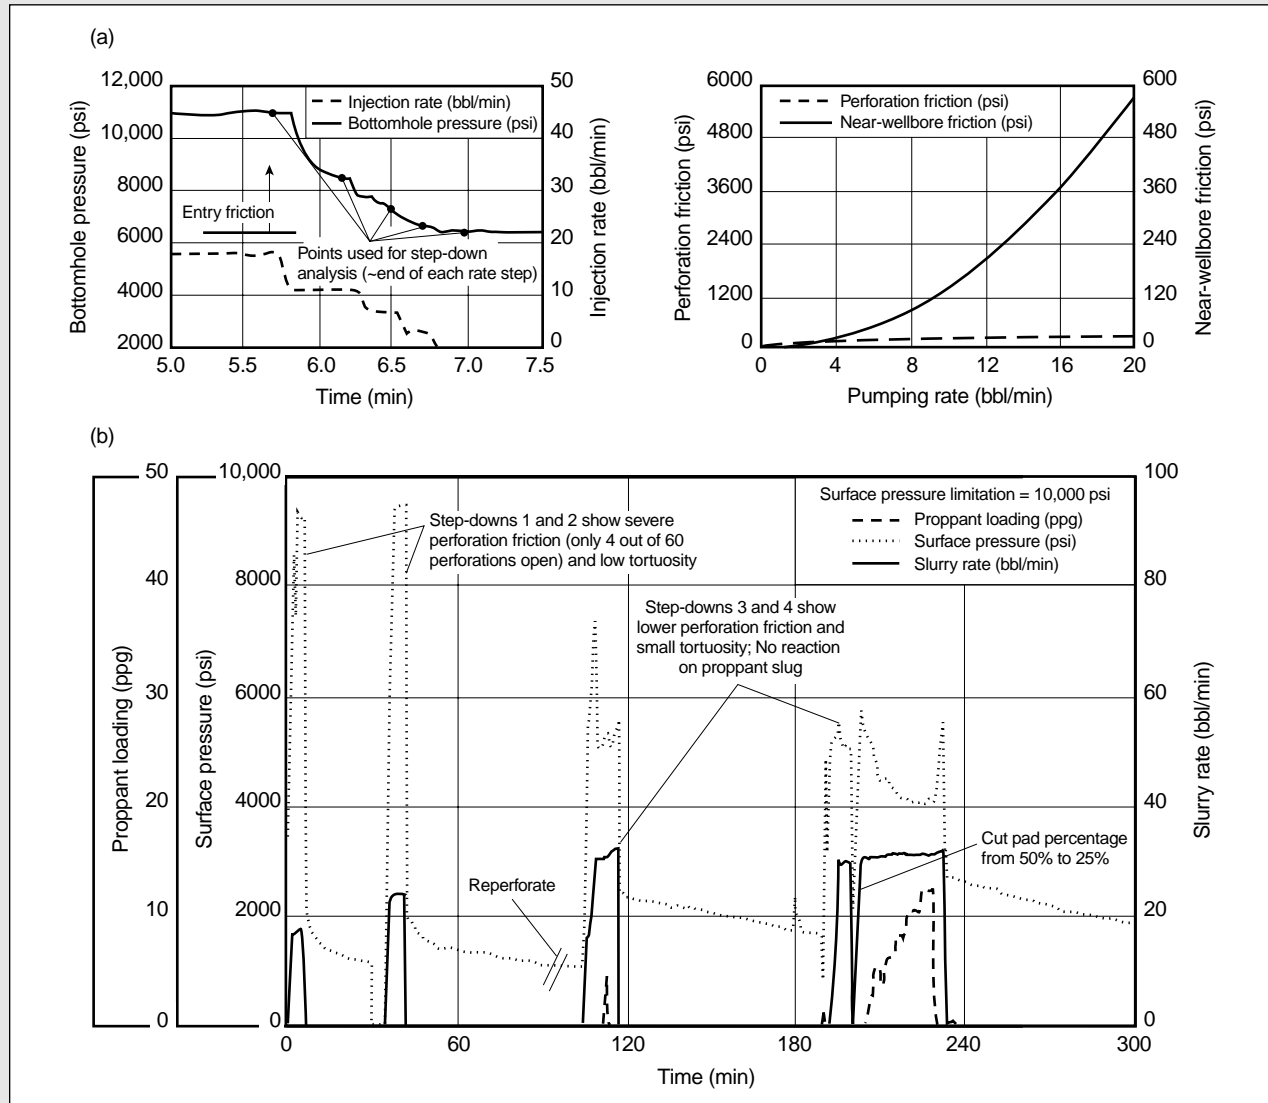 (a)
12,000
10,000
8000
6000
4000
2000
Bottomhole pressure (psi)
50
40
30
20
10
0
Injection rate (bbl/min)
Injection rate (bbl/min)
Bottomhole pressure (psi)
Entry friction
Points used for step-down
analysis (~end of each rate step)
5.0
5.5
6.0
6.5
7.0
7.5
Time (min)
6000
4800
3600
2400
1200
0
Perforation friction (psi)
600
480
360
240
120
0
Near-wellbore friction (psi)
Perforation friction (psi)
Near-wellbore friction (psi)
0
4
8
12
16
20
Pumping rate (bbl/min)
(b)
50
40
30
20
10
0
Proppant loading (ppg)
10,000
8000
6000
4000
2000
0
Surface pressure (psi)
100
80
60
40
20
0
Slurry rate (bbl/min)
Surface pressure limitation = 10,000 psi
Proppant loading (ppg)
Surface pressure (psi)
Slurry rate (bbl/min)
Step-downs 1 and 2 show severe
perforation friction (only 4 out of 60
perforations open) and low tortuosity
Step-downs 3 and 4 show
lower perforation friction and
small tortuosity; No reaction
on proppant slug
Cut pad percentage
from 50% to 25%
Reperforate
0
60
120
180
240
300
Time (min)